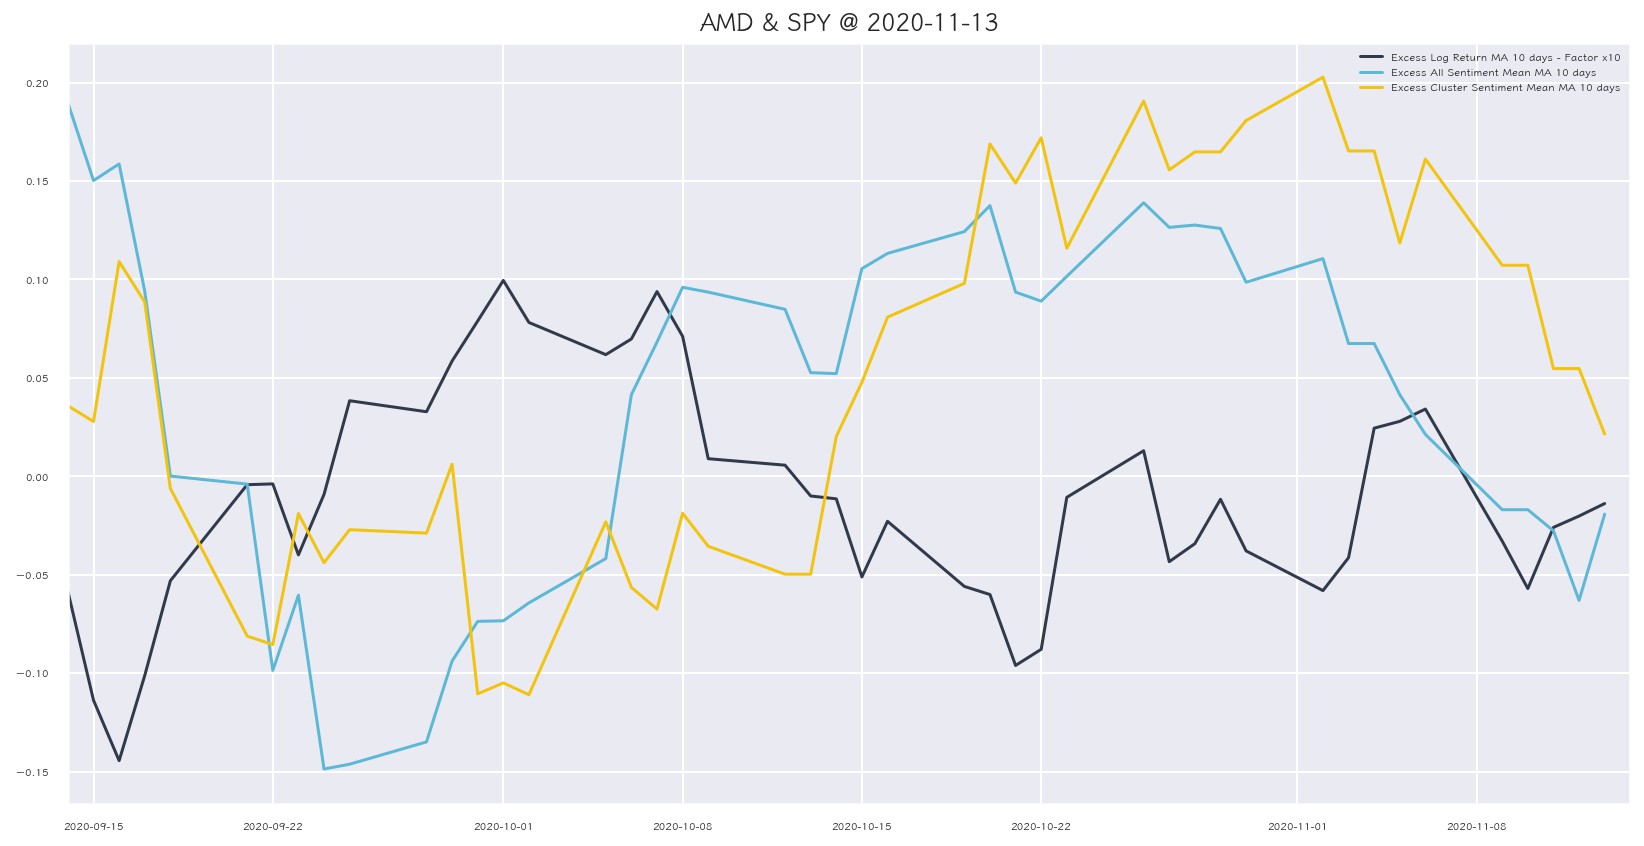 AMD & SPY @ 2020-11-13
Excess Log Return MA 10 days - Factor x10
Excess All Sentiment Mean MA 10 days
Excess Cluster Sentiment Mean MA 10 days
0.20
0.15
0.10
0.05
0.00
−0.05
−0.10
−0.15
2020-09-15 2020-09-22 2020-10-01 2020-10-08 2020-10-15 2020-10-22 2020-11-01 2020-11-08